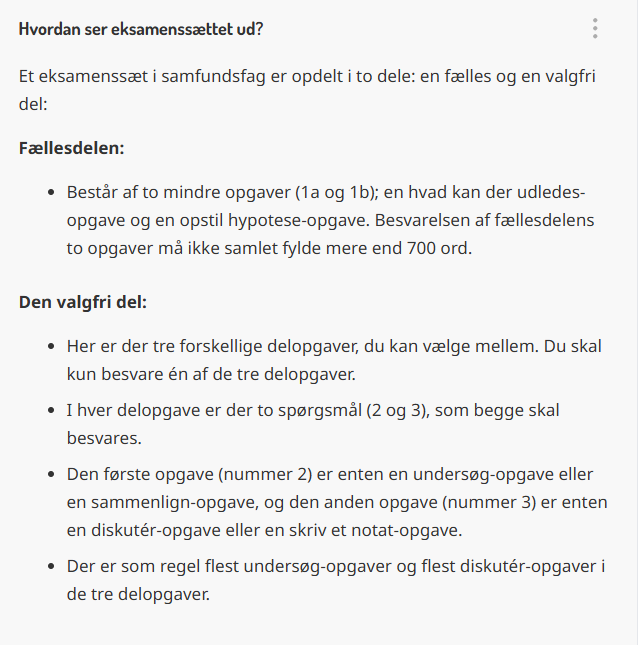 Hvordan ser eksamenssættet ud?
Et eksamenssæt i samfundsfag er opdelt i to dele: en fælles og en valgfri
del:
Fællesdelen:
• Består af to mindre opgaver (1a og 1b); en hvad kan der udledes-
opgave og en opstil hypotese-opgave. Besvarelsen af fællesdelens
to opgaver må ikke samlet fylde mere end 700 ord.
Den valgfri del:
• Her er der tre forskellige delopgaver, du kan vælge mellem. Du skal
kun besvare én af de tre delopgaver.
• I hver delopgave er der to spørgsmål (2 og 3), som begge skal
besvares.
• Den første opgave (nummer 2) er enten en undersøg-opgave eller
en sammenlign-opgave, og den anden opgave (nummer 3) er enten
en diskutér-opgave eller en skriv et notat-opgave.
• Der er som regel flest undersøg-opgaver og flest diskutér-opgaver i
de tre delopgaver.